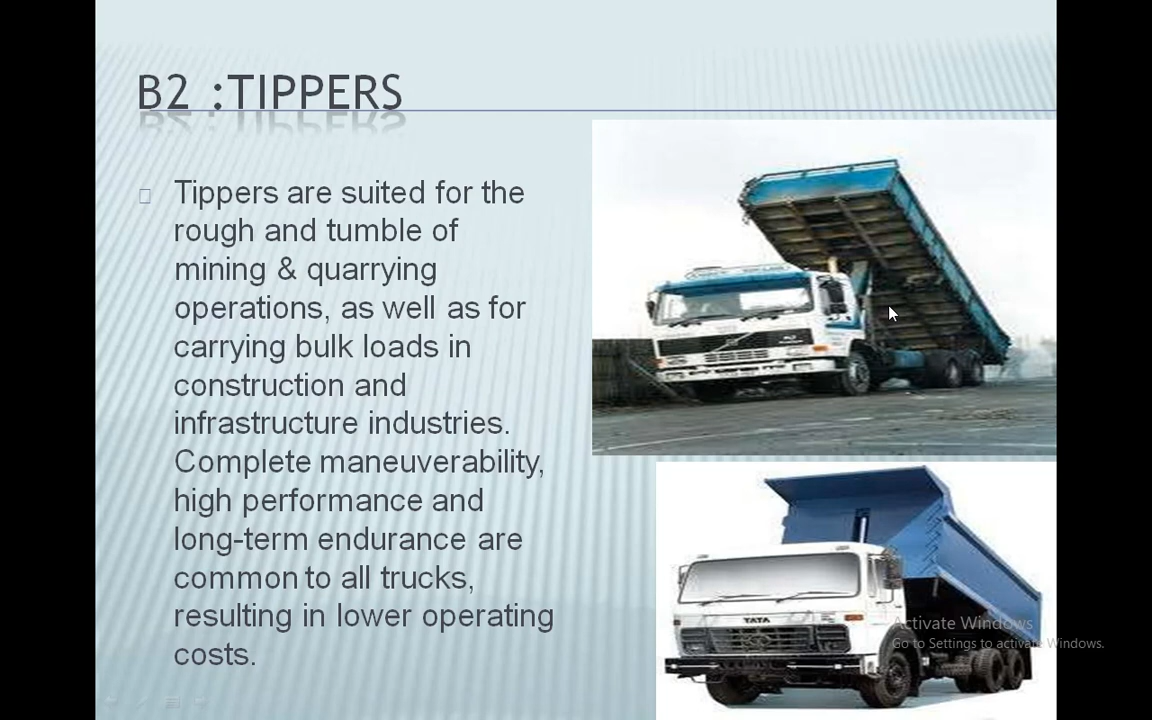 B2 :TIPPERS
Tippers are suited for the
rough and tumble of
mining & quarrying
operations, as well as for
carrying bulk loads in
construction and
infrastructure industries.
Complete maneuverability,
high performance and
long-term endurance are
common to all trucks,
resulting in lower operating
costs.
TATA
Activate Windows
Go to Settings to activate Windows.